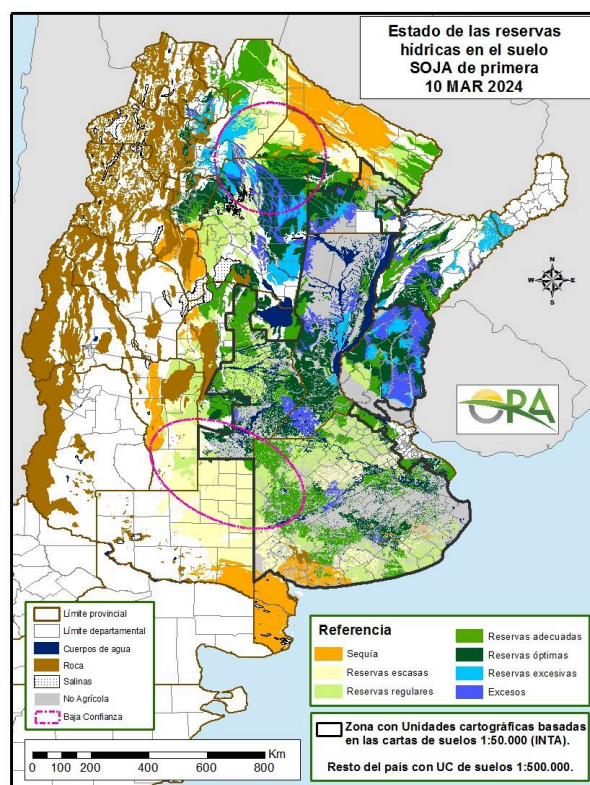 Estado de las reservas
hídricas en el suelo
SOJA de primera
10 MAR 2024
N
W E
S
ORA
Límite provincial
Límite departamental
Cuerpos de agua
Roca
Salinas
No Agrícola
Baja Confianza
Referencia
Sequía
Reservas escasas
Reservas regulares
Reservas adecuadas
Reservas óptimas
Reservas excesivas
Excesos
Km
0 100 200 400 600 800
Zona con Unidades cartográficas basadas
en las cartas de suelos 1:50.000 (INTA).
Resto del país con UC de suelos 1:500.000.